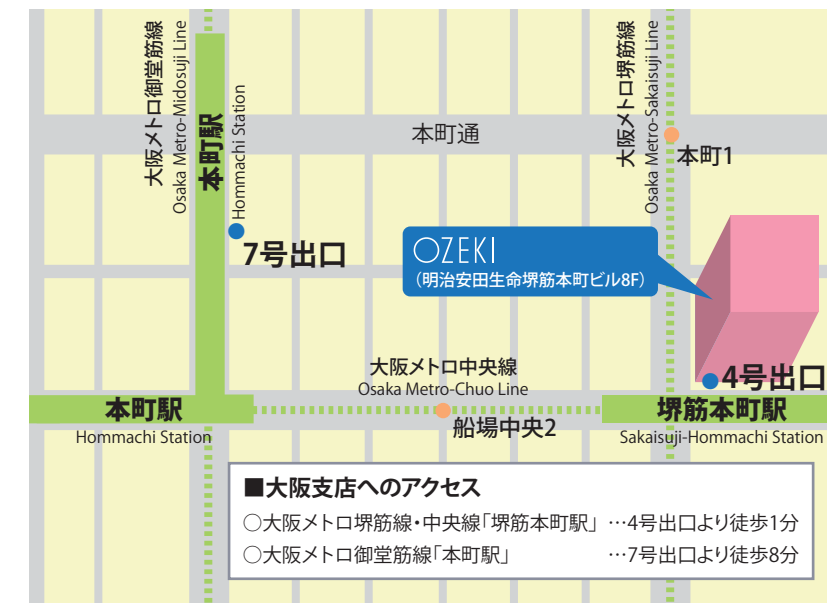 大阪メトロ御堂筋線
Osaka Metro-Midosuji Line
本町駅
Hommachi Station
大阪メトロ堺筋線
Osaka Metro-Sakaisuji Line
本町通
本町1
7号出口
OZEKI
（明治安田生命堺筋本町ビル8F）
大阪メトロ中央線
Osaka Metro-Chuo Line
4号出口
本町駅
Hommachi Station
船場中央2
堺筋本町駅
Sakaisuji-Hommachi Station
■大阪支店へのアクセス
○大阪メトロ堺筋線・中央線「堺筋本町駅」 …4号出口より徒歩1分
○大阪メトロ御堂筋線「本町駅」 …7号出口より徒歩8分